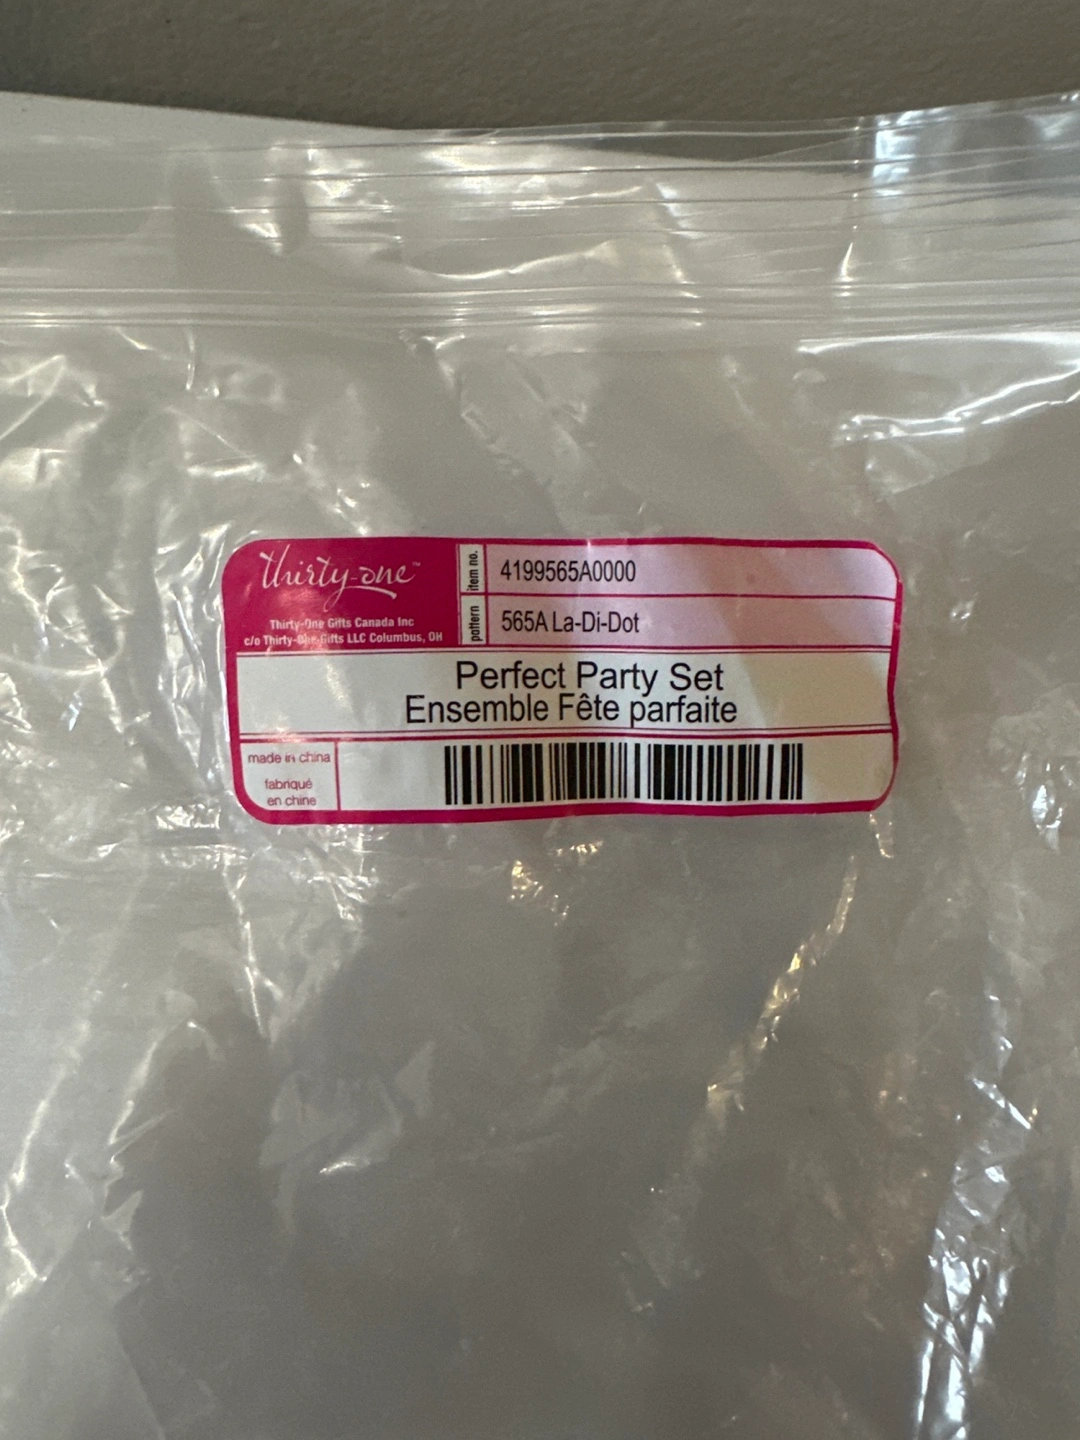 thirty-one™
Thirty-One Gifts Canada Inc
c/o Thirty-One Gifts LLC Columbus, OH
item no.
4199565A0000
pattern
565A La-Di-Dot
Perfect Party Set
Ensemble Fête parfaite
made in china
fabriqué
en chine